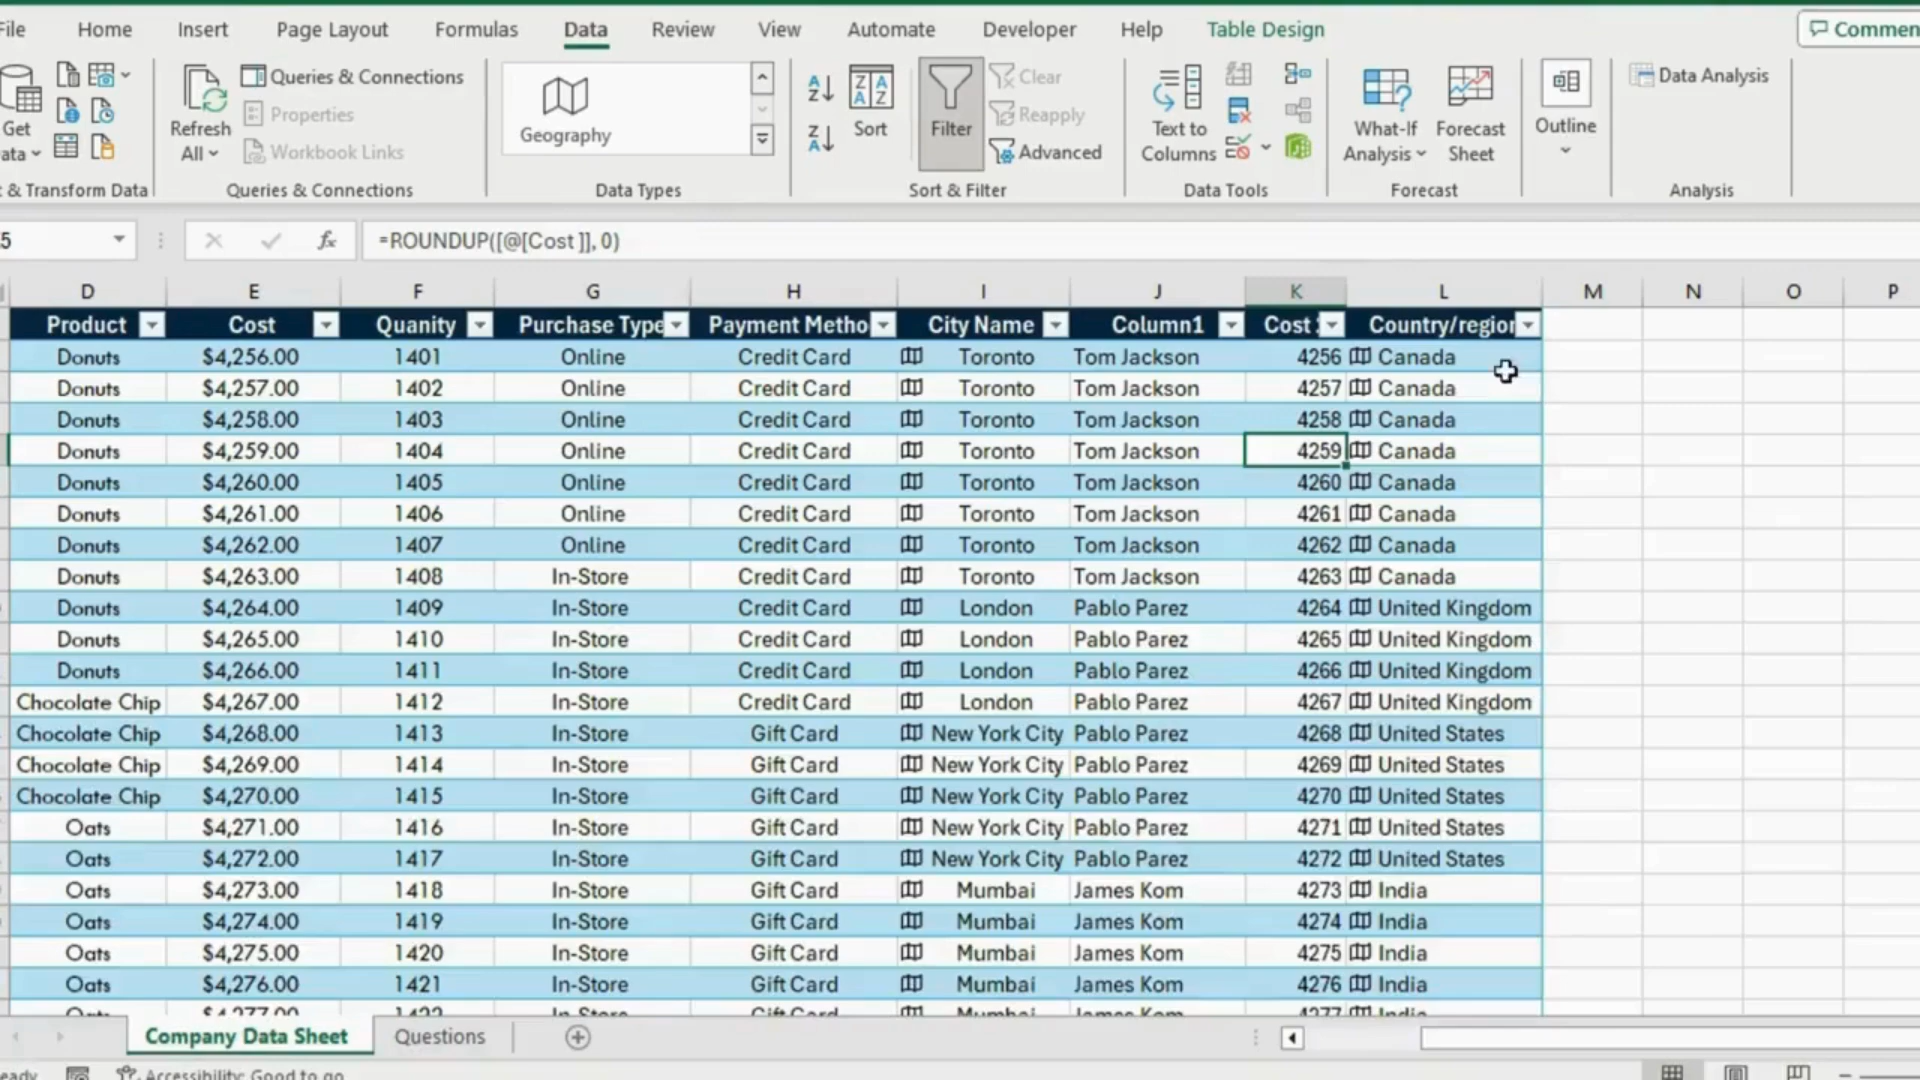 File Home Insert Page Layout Formulas Data Review View Automate Developer Help Table Design Commen
Get
ata
Refresh
All
Queries & Connections
Properties
Workbook Links
Geography
Sort
Filter
Clear
Reapply
Advanced
Text to
Columns
What-If
Analysis
Forecast
Sheet
Outline
Data Analysis
& Transform Data Queries & Connections Data Types Sort & Filter Data Tools Forecast Analysis
5 fx =ROUNDUP([@[Cost ]], 0)
D E F G H I J K L M N O P
Product Cost Quanity Purchase Type Payment Metho City Name Column1 Cost Country/region
Donuts $4,256.00 1401 Online Credit Card Toronto Tom Jackson 4256 Canada
Donuts $4,257.00 1402 Online Credit Card Toronto Tom Jackson 4257 Canada
Donuts $4,258.00 1403 Online Credit Card Toronto Tom Jackson 4258 Canada
Donuts $4,259.00 1404 Online Credit Card Toronto Tom Jackson 4259 Canada
Donuts $4,260.00 1405 Online Credit Card Toronto Tom Jackson 4260 Canada
Donuts $4,261.00 1406 Online Credit Card Toronto Tom Jackson 4261 Canada
Donuts $4,262.00 1407 Online Credit Card Toronto Tom Jackson 4262 Canada
Donuts $4,263.00 1408 In-Store Credit Card Toronto Tom Jackson 4263 Canada
Donuts $4,264.00 1409 In-Store Credit Card London Pablo Parez 4264 United Kingdom
Donuts $4,265.00 1410 In-Store Credit Card London Pablo Parez 4265 United Kingdom
Donuts $4,266.00 1411 In-Store Credit Card London Pablo Parez 4266 United Kingdom
Chocolate Chip $4,267.00 1412 In-Store Credit Card London Pablo Parez 4267 United Kingdom
Chocolate Chip $4,268.00 1413 In-Store Gift Card New York City Pablo Parez 4268 United States
Chocolate Chip $4,269.00 1414 In-Store Gift Card New York City Pablo Parez 4269 United States
Chocolate Chip $4,270.00 1415 In-Store Gift Card New York City Pablo Parez 4270 United States
Oats $4,271.00 1416 In-Store Gift Card New York City Pablo Parez 4271 United States
Oats $4,272.00 1417 In-Store Gift Card New York City Pablo Parez 4272 United States
Oats $4,273.00 1418 In-Store Gift Card Mumbai James Kom 4273 India
Oats $4,274.00 1419 In-Store Gift Card Mumbai James Kom 4274 India
Oats $4,275.00 1420 In-Store Gift Card Mumbai James Kom 4275 India
Oats $4,276.00 1421 In-Store Gift Card Mumbai James Kom 4276 India
Oats $4,277.00 1422 In-Store Gift Card Mumbai James Kom 4277 India
Company Data Sheet Questions
eady Accessibility: Good to go